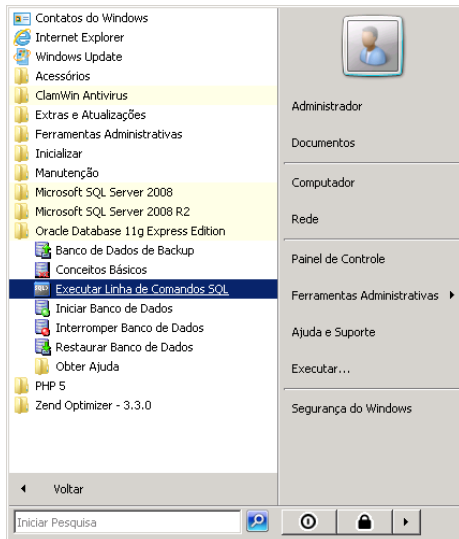 Contatos do Windows
Internet Explorer
Windows Update
Acessórios
ClamWin Antivirus
Extras e Atualizações
Ferramentas Administrativas
Inicializar
Manutenção
Microsoft SQL Server 2008
Microsoft SQL Server 2008 R2
Oracle Database 11g Express Edition
Banco de Dados de Backup
Conceitos Básicos
Executar Linha de Comandos SQL
Iniciar Banco de Dados
Interromper Banco de Dados
Restaurar Banco de Dados
Obter Ajuda
PHP 5
Zend Optimizer - 3.3.0
Voltar
Iniciar Pesquisa
Administrador
Documentos
Computador
Rede
Painel de Controle
Ferramentas Administrativas
Ajuda e Suporte
Executar...
Segurança do Windows